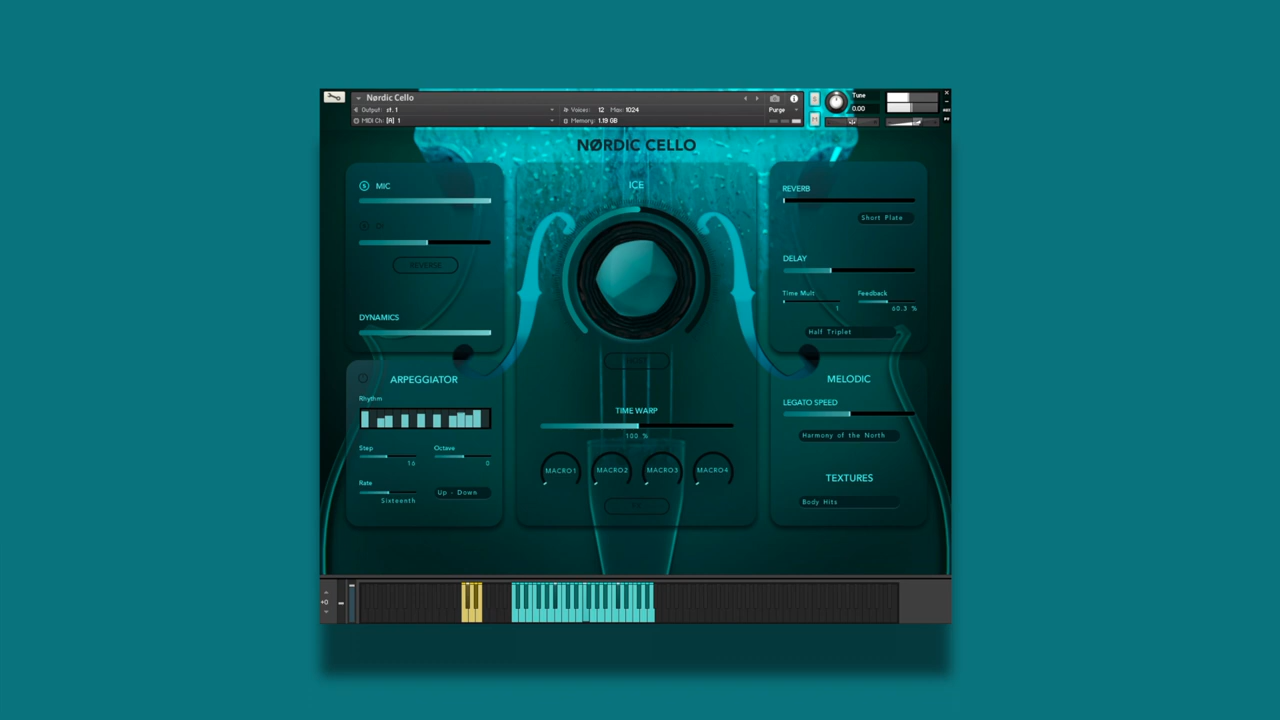 Nørdic Cello
Output: st. 1
Voices: 12 Max: 1024
Purge
MIDI Ch: [A] 1
Memory: 1.19 GB
S
M
Tune
0.00
NØRDIC CELLO
MIC
REVERSE
DYNAMICS
ARPEGGIATOR
Rhythm
Step
16
Octave
0
Rate
Sixteenth
Up - Down
ICE
TIME WARP
100 %
MACRO1
MACRO2
MACRO3
MACRO4
REVERB
Short Plate
DELAY
Time Mult
1
Feedback
60.3 %
Half Triplet
MELODIC
LEGATO SPEED
Harmony of the North
TEXTURES
Body Hits
+0